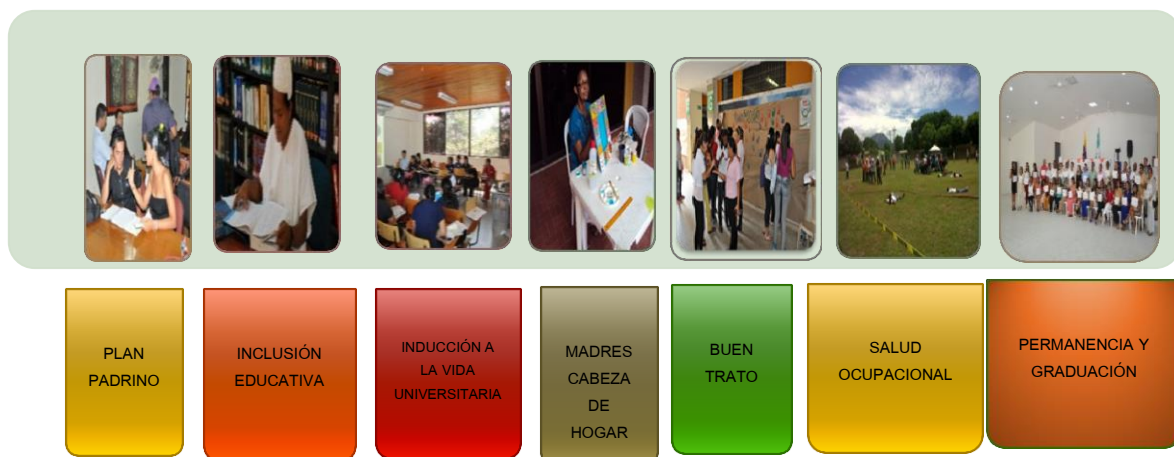 PLAN
PADRINO
INCLUSIÓN
EDUCATIVA
INDUCCIÓN A
LA VIDA
UNIVERSITARIA
MADRES
CABEZA
DE
HOGAR
BUEN
TRATO
SALUD
OCUPACIONAL
PERMANENCIA Y
GRADUACIÓN